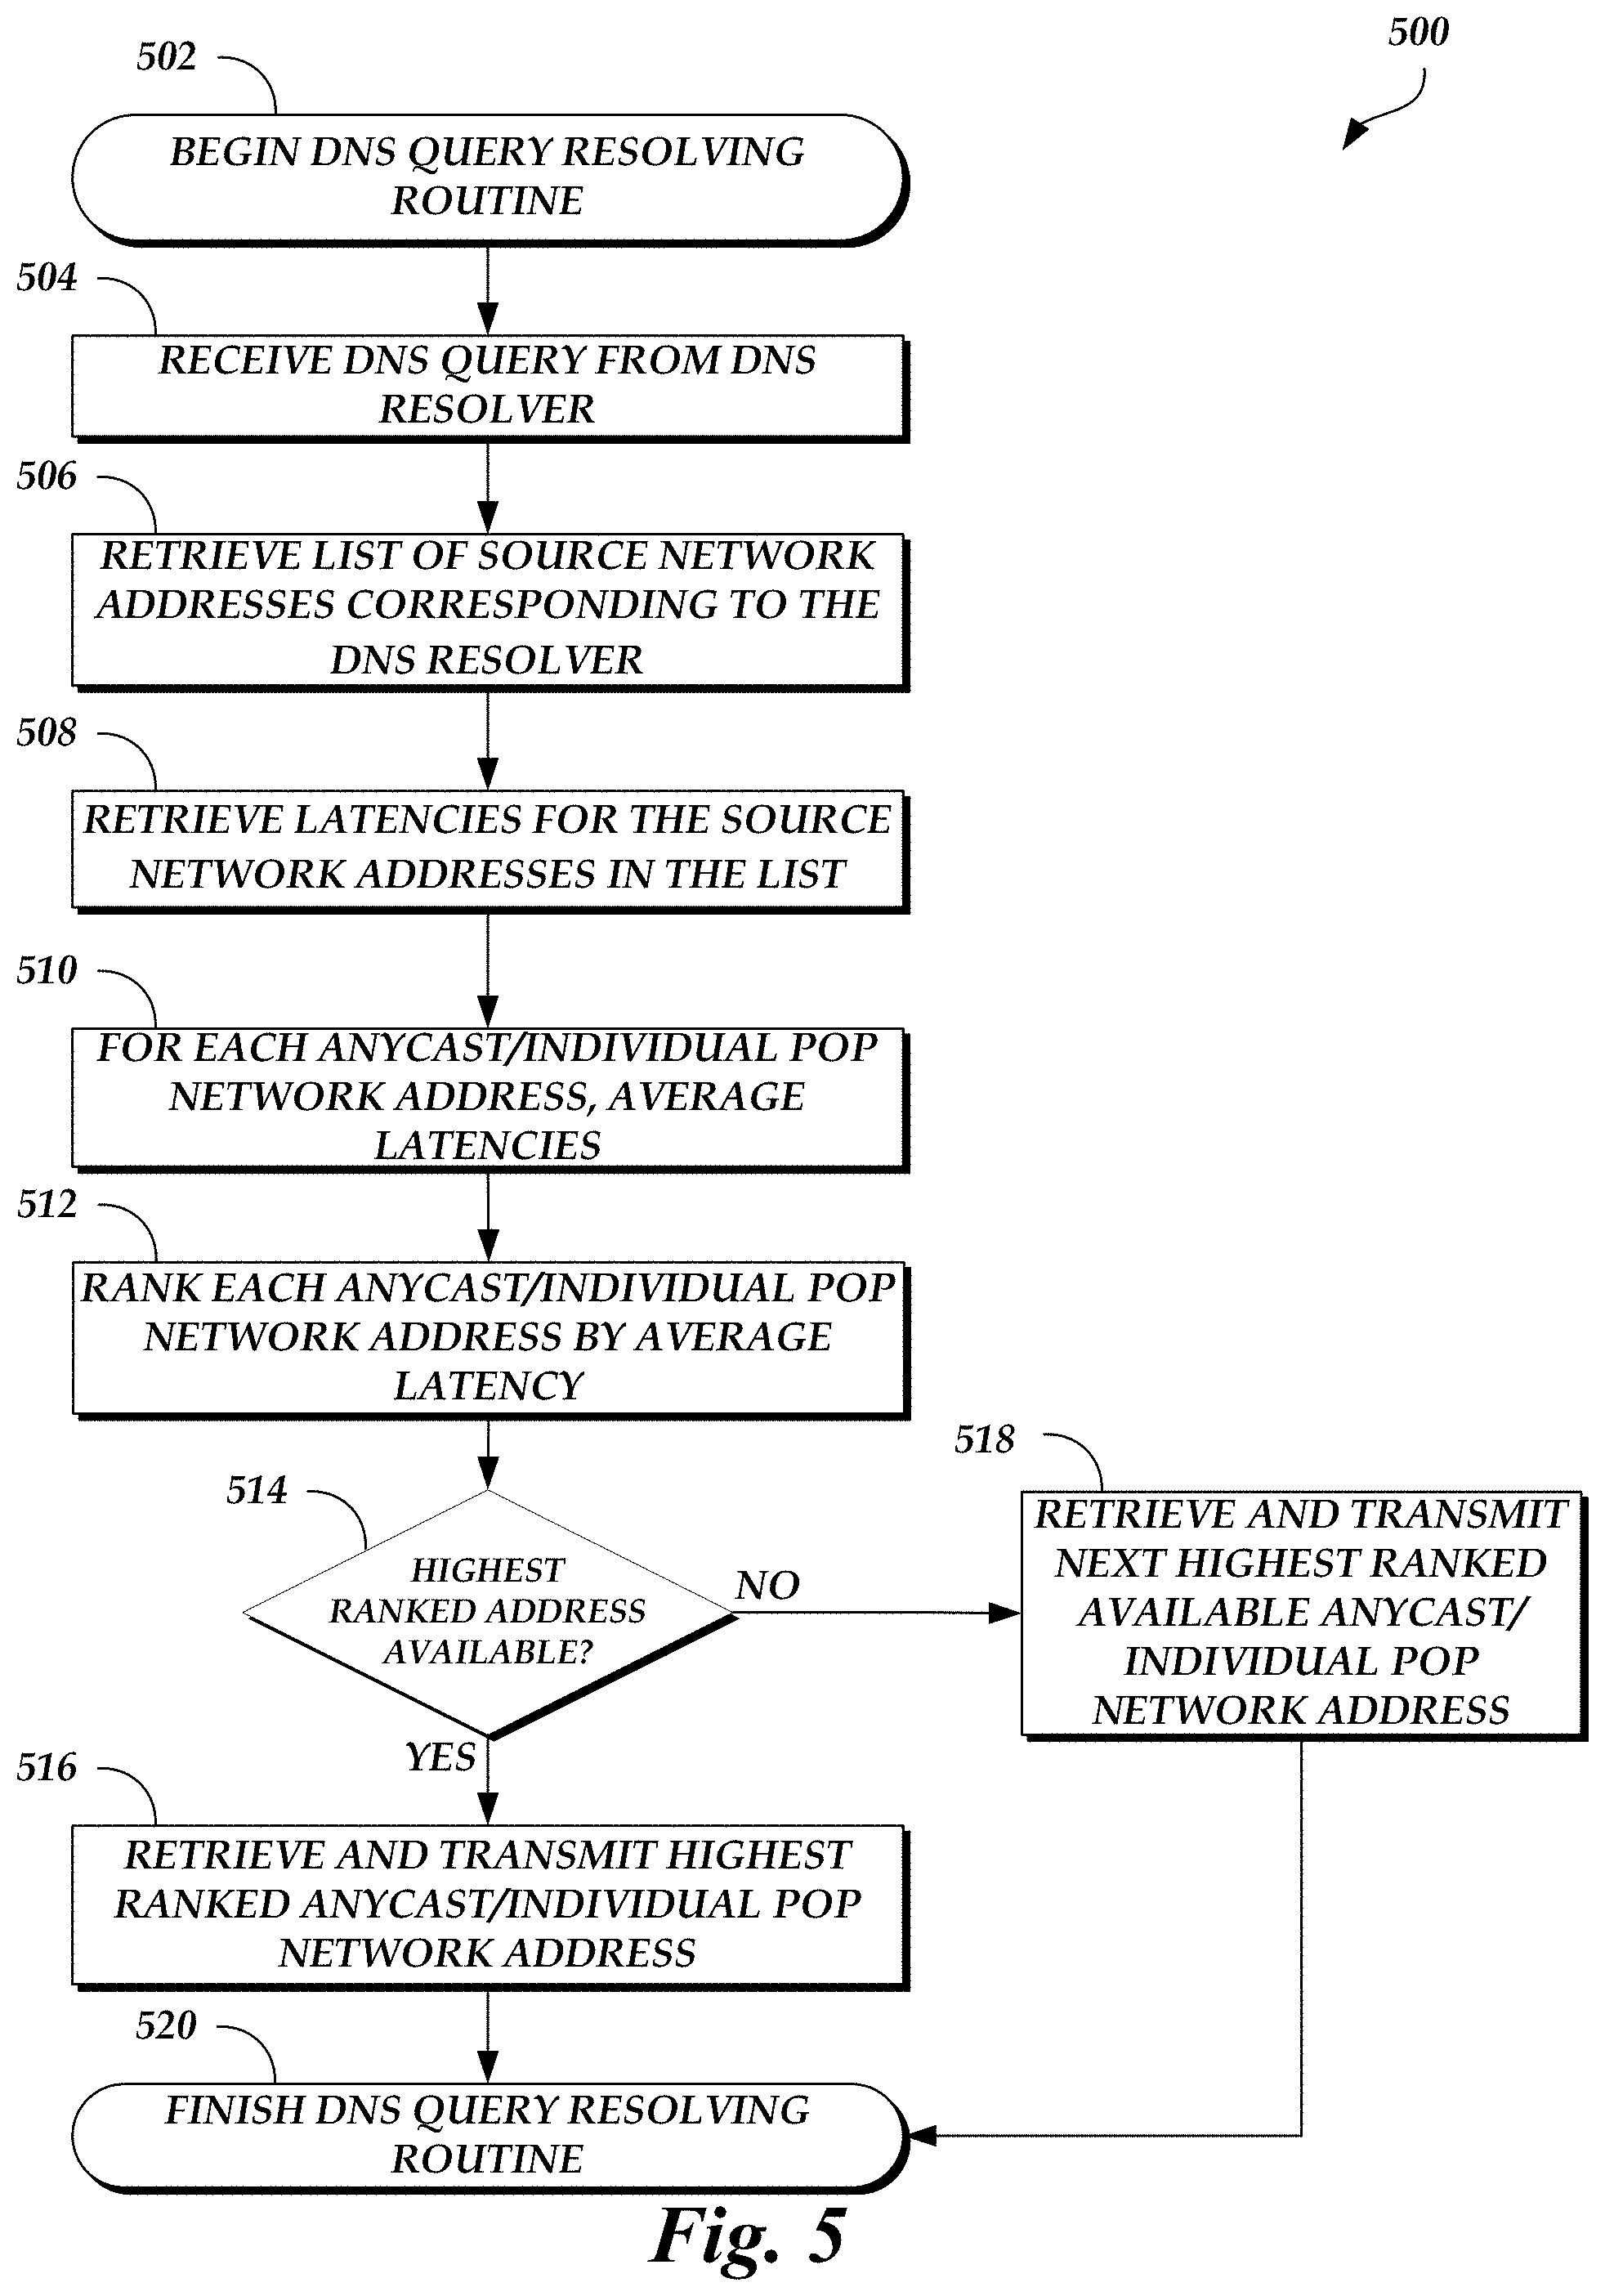 500
502
BEGIN DNS QUERY RESOLVING
ROUTINE
504
RECEIVE DNS QUERY FROM DNS
RESOLVER
506
RETRIEVE LIST OF SOURCE NETWORK
ADDRESSES CORRESPONDING TO THE
DNS RESOLVER
508
RETRIEVE LATENCIES FOR THE SOURCE
NETWORK ADDRESSES IN THE LIST
510
FOR EACH ANYCAST/INDIVIDUAL POP
NETWORK ADDRESS, AVERAGE
LATENCIES
512
RANK EACH ANYCAST/INDIVIDUAL POP
NETWORK ADDRESS BY AVERAGE
LATENCY
514
HIGHEST
RANKED ADDRESS
AVAILABLE?
NO
518
RETRIEVE AND TRANSMIT
NEXT HIGHEST RANKED
AVAILABLE ANYCAST/
INDIVIDUAL POP
NETWORK ADDRESS
YES
516
RETRIEVE AND TRANSMIT HIGHEST
RANKED ANYCAST/INDIVIDUAL POP
NETWORK ADDRESS
520
FINISH DNS QUERY RESOLVING
ROUTINE
Fig. 5